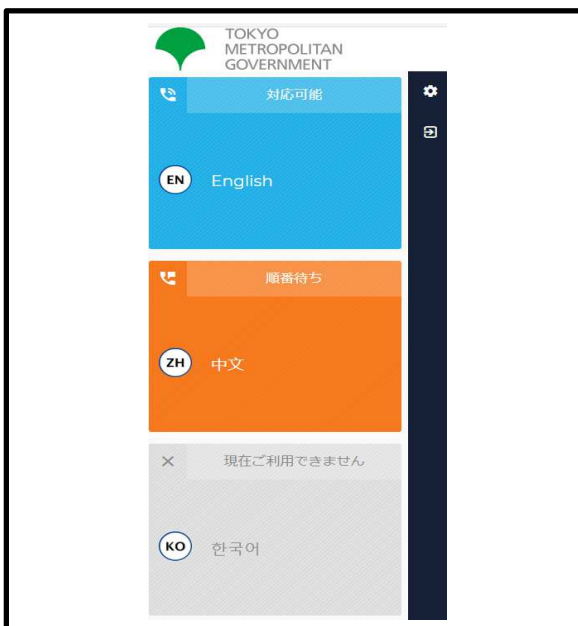 TOKYO
METROPOLITAN
GOVERNMENT
対応可能
EN English
順番待ち
ZH 中文
現在ご利用できません
KO 한국어